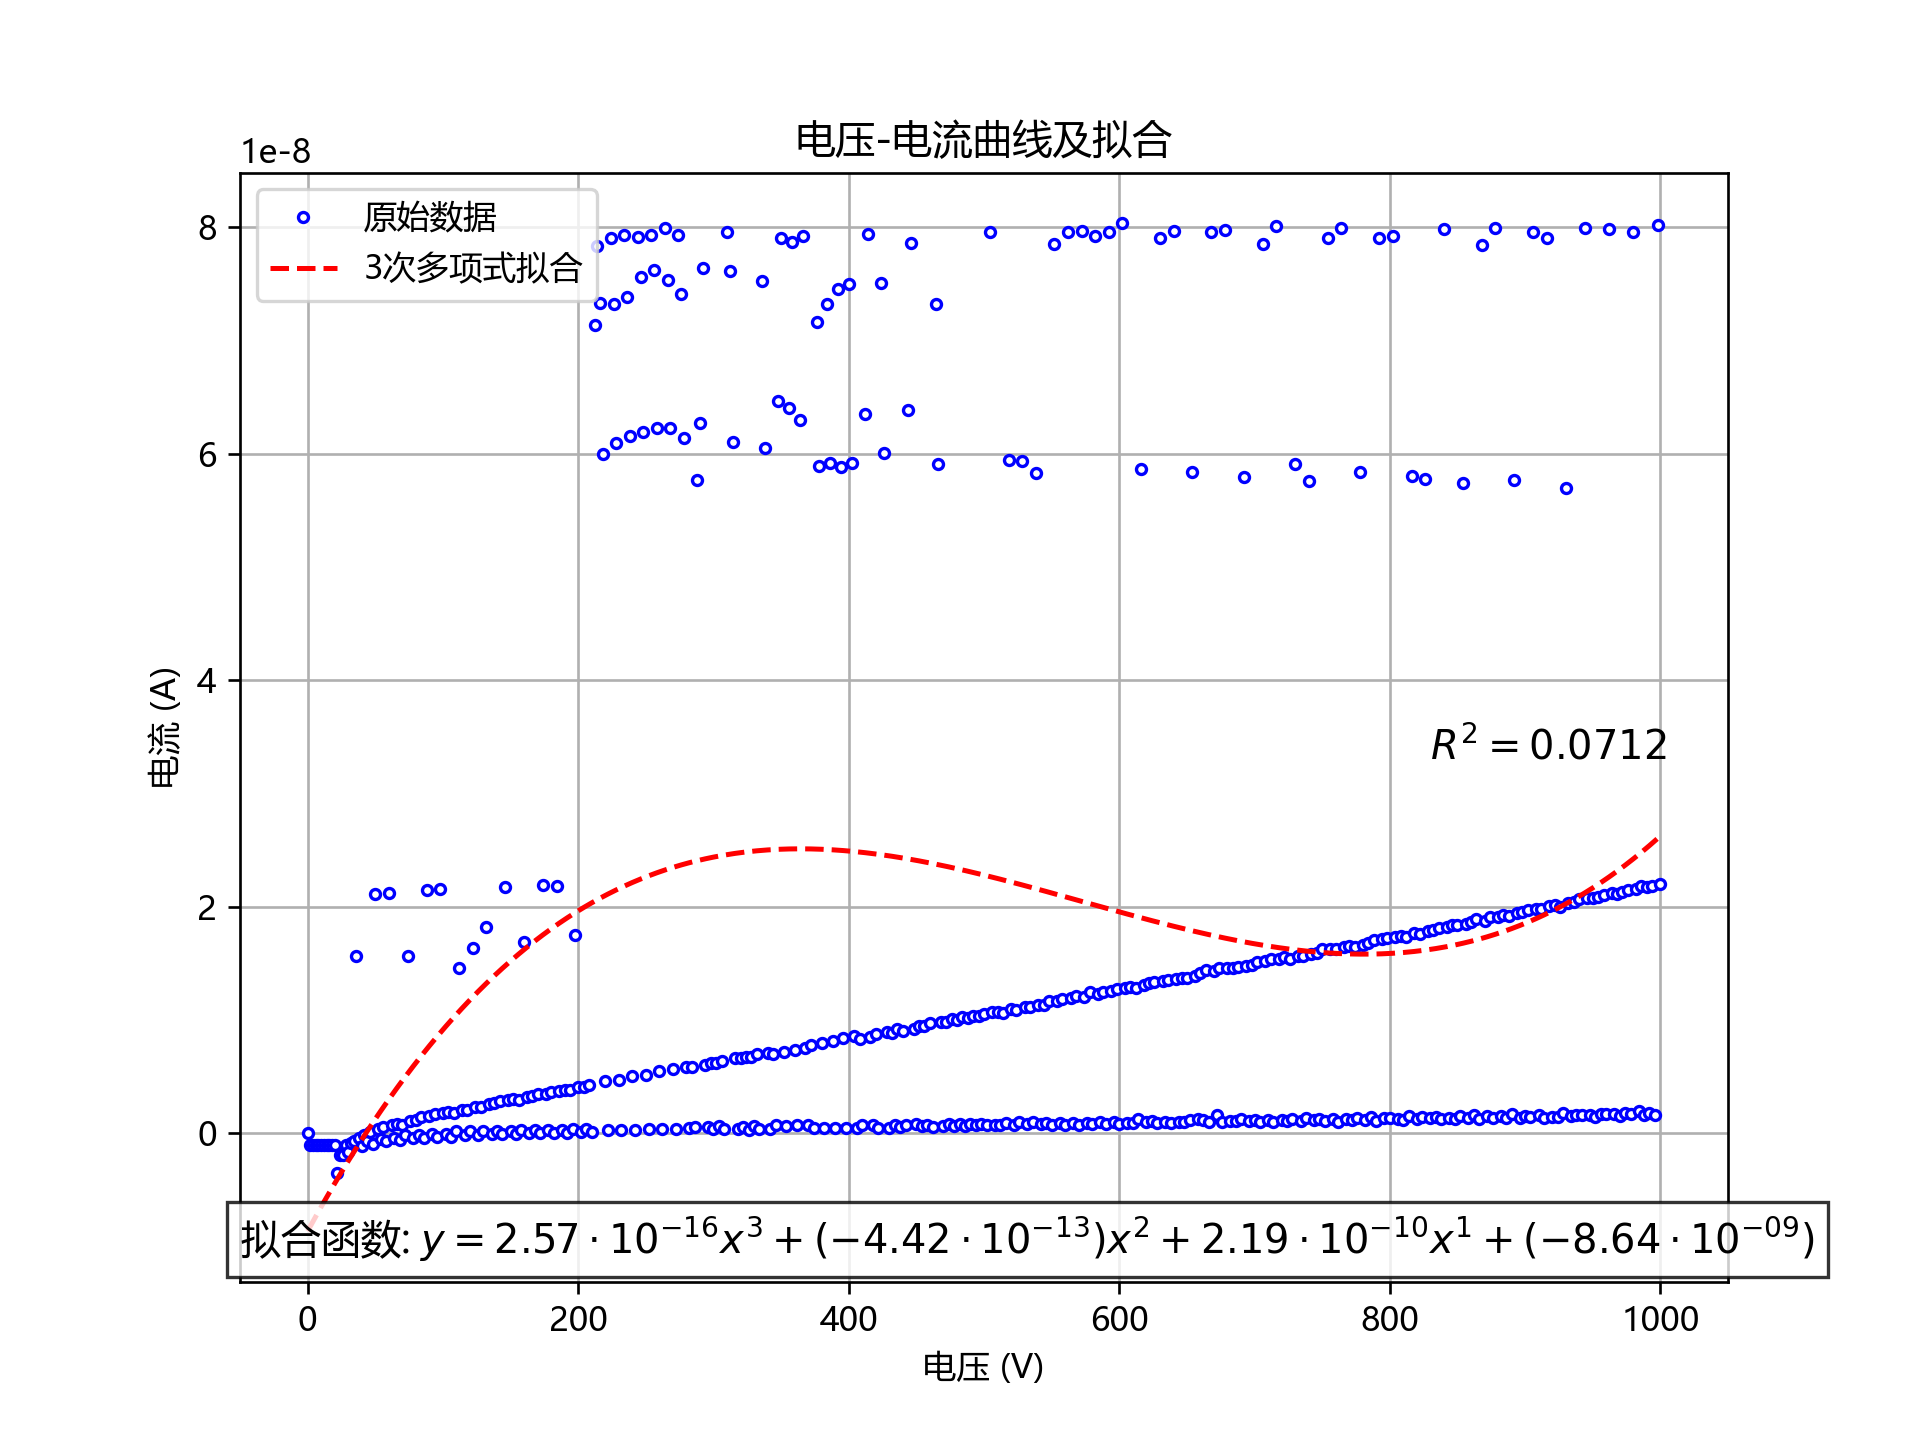 电压-电流曲线及拟合
1e-8
原始数据
3次多项式拟合
8
6
4
2
0
电流 (A)
R² = 0.0712
拟合函数: y = 2.57 · 10⁻¹⁶x³ + (−4.42 · 10⁻¹³)x² + 2.19 · 10⁻¹⁰x¹ + (−8.64 · 10⁻⁰⁹)
0 200 400 600 800 1000
电压 (V)